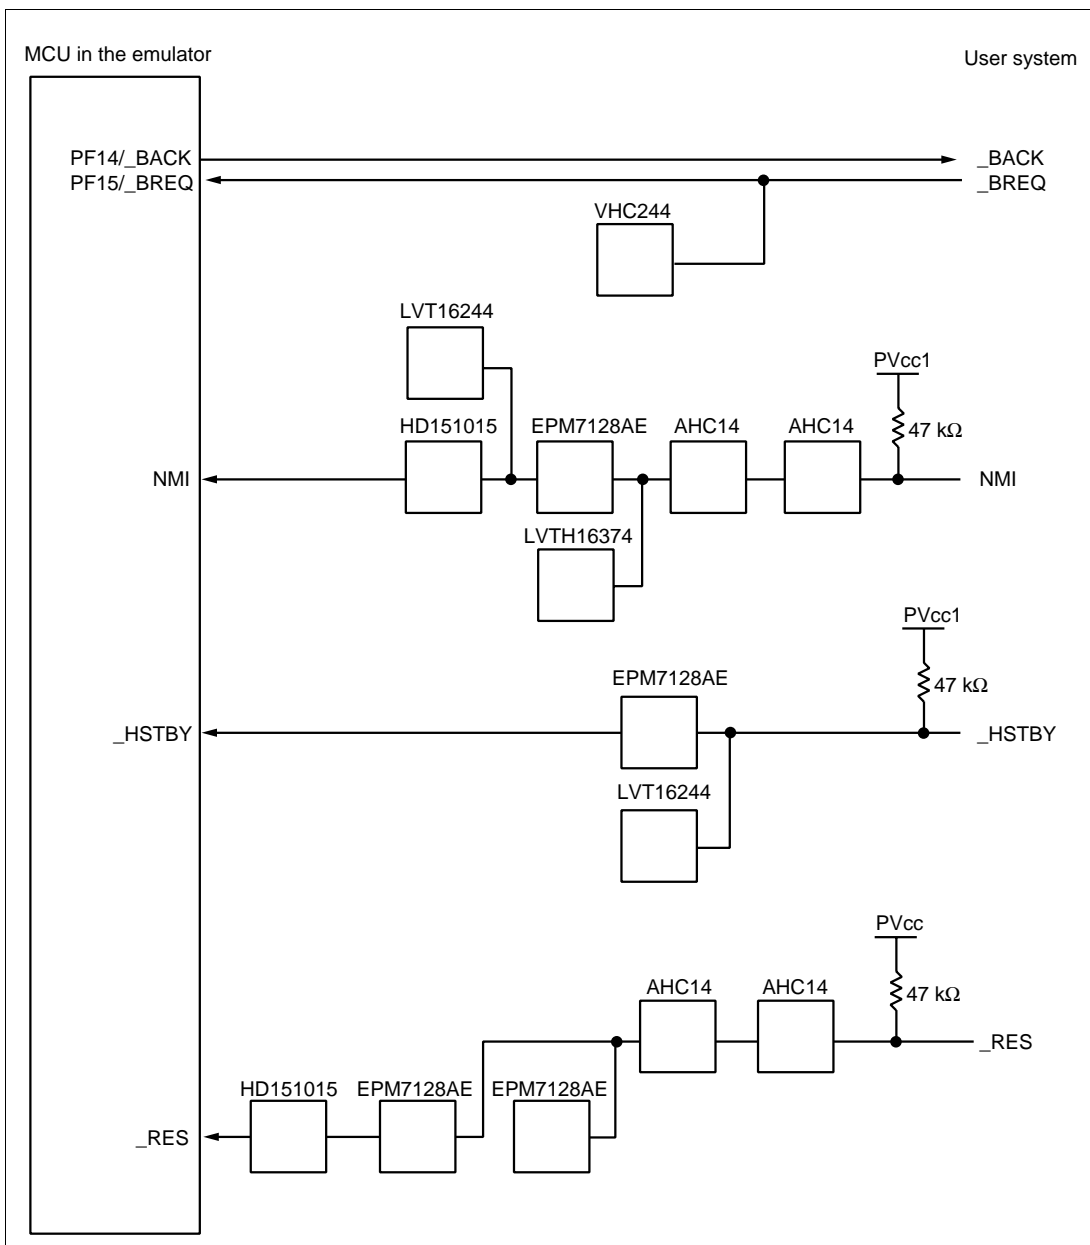 MCU in the emulator
User system
PF14/_BACK
_BACK
PF15/_BREQ
_BREQ
VHC244
LVT16244
PVcc1
HD151015
EPM7128AE
AHC14
AHC14
47 kΩ
NMI
NMI
LVTH16374
PVcc1
EPM7128AE
47 kΩ
_HSTBY
_HSTBY
LVT16244
PVcc
AHC14
AHC14
47 kΩ
_RES
HD151015
EPM7128AE
EPM7128AE
_RES